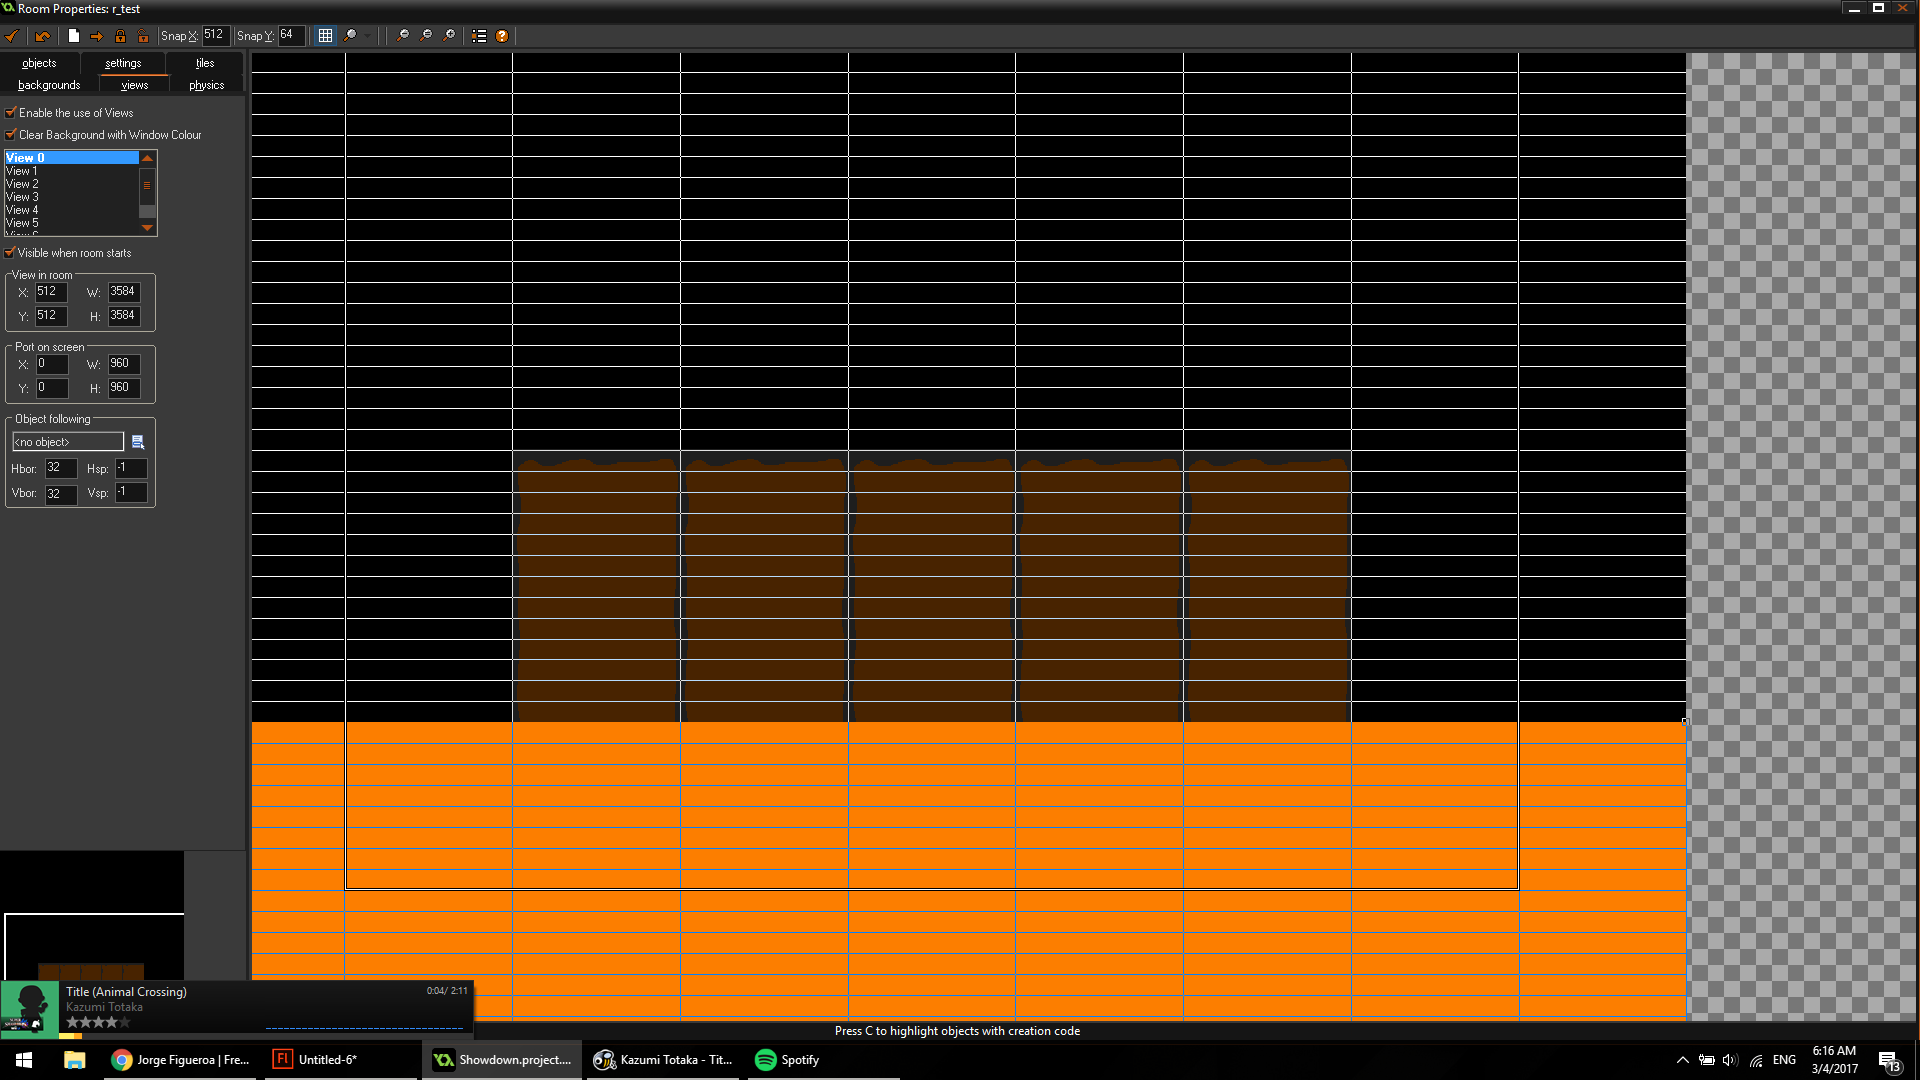 Room Properties: r_test
Snap X: 512 Snap Y: 64
objects settings tiles
backgrounds views physics
Enable the use of Views
Clear Background with Window Colour
View 0
View 1
View 2
View 3
View 4
View 5
Visible when room starts
View in room
X: 512 W: 3584
Y: 512 H: 3584
Port on screen
X: 0 W: 960
Y: 0 H: 960
Object following
<no object>
Hbor: 32 Hsp: -1
Vbor: 32 Vsp: -1
Title (Animal Crossing) 0:04/ 2:11
Kazumi Totaka
Press C to highlight objects with creation code
Jorge Figueroa | Fre...
Fl Untitled-6*
Showdown.project....
Kazumi Totaka - Tit...
Spotify
ENG
6:16 AM
3/4/2017
13